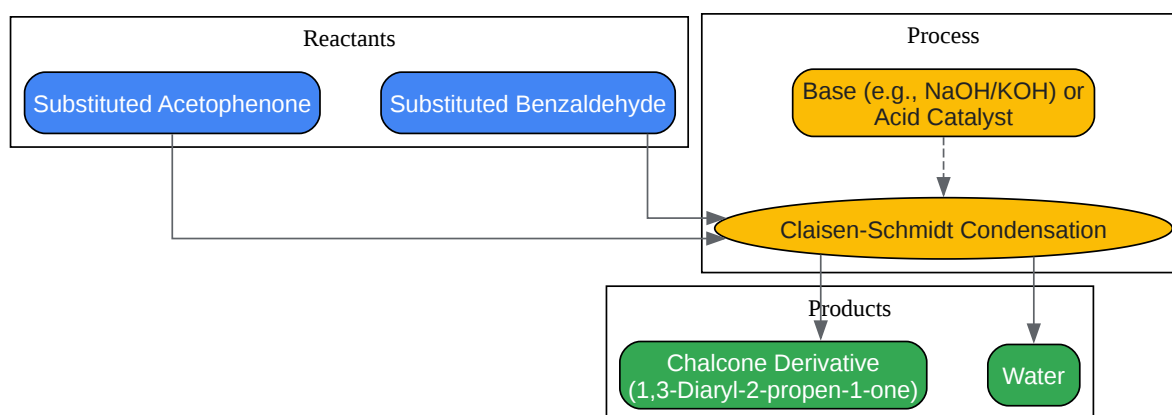 Reactants
Substituted Acetophenone
Substituted Benzaldehyde
Process
Base (e.g., NaOH/KOH) or
Acid Catalyst
Claisen-Schmidt Condensation
Products
Chalcone Derivative
(1,3-Diaryl-2-propen-1-one)
Water